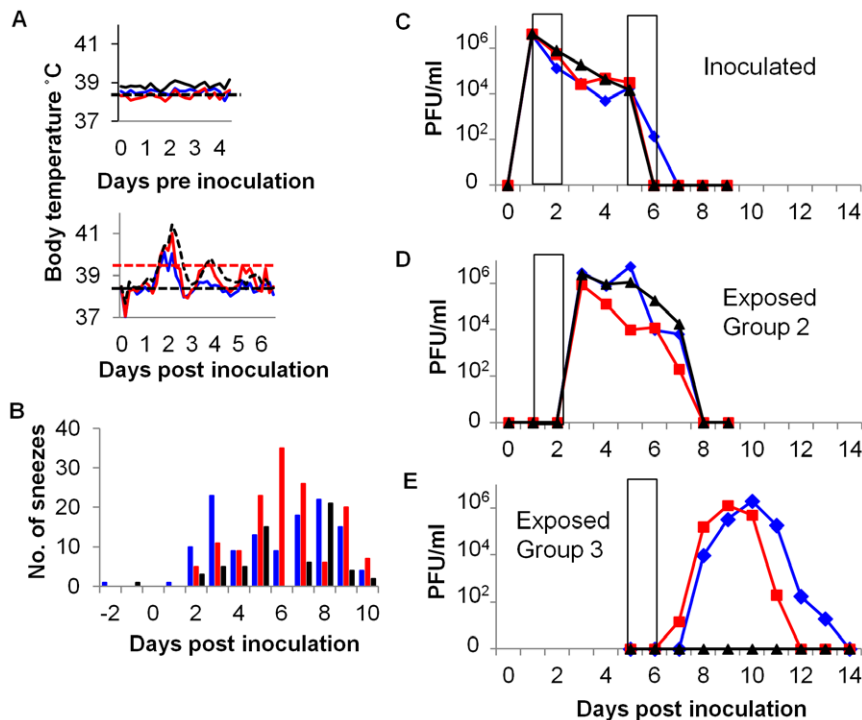 A
41
39
37
0 1 2 3 4
Days pre inoculation
Body temperature ˚C
41
39
37
0 1 2 3 4 5 6
Days post inoculation
B
40
30
20
10
0
No. of sneezes
-2 0 2 4 6 8 10
Days post inoculation
C
10⁶
10⁴
10²
0
PFU/ml
Inoculated
0 2 4 6 8 10 12 14
D
10⁶
10⁴
10²
0
PFU/ml
Exposed
Group 2
0 2 4 6 8 10 12 14
E
10⁶
10⁴
10²
0
PFU/ml
Exposed
Group 3
0 2 4 6 8 10 12 14
Days post inoculation